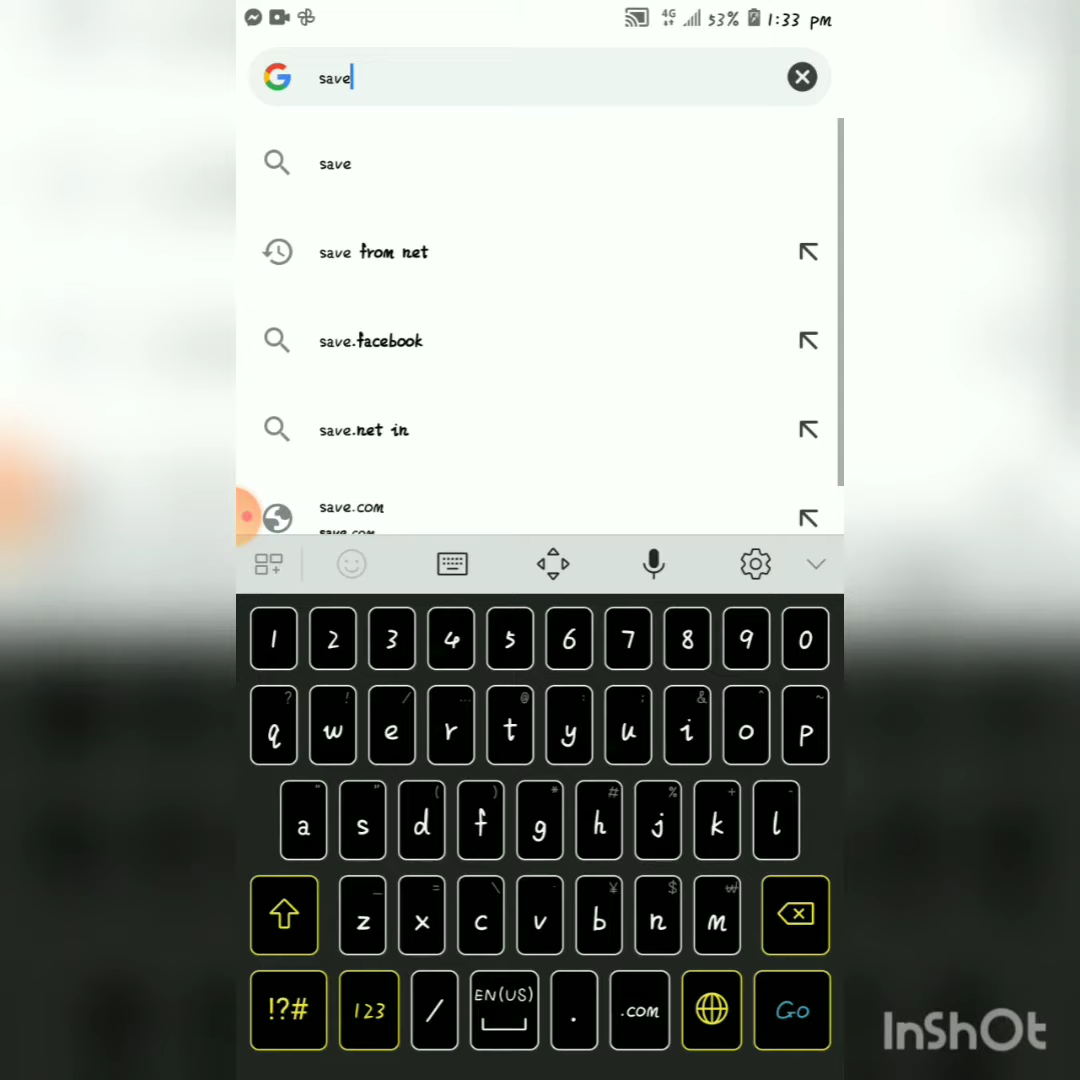 4G 53% 1:33 pm
save
save
save from net
save.facebook
save.net in
save.com
save.com
1 2 3 4 5 6 7 8 9 0
? ! / ... @ : ; & ^ ~
q w e r t y u i o p
' " ( ) * # % + -
a s d f g h j k l
_ = \ · ¥ $ ₩
z x c v b n m
!?# 123 / EN(US) . .com Go
InShOt